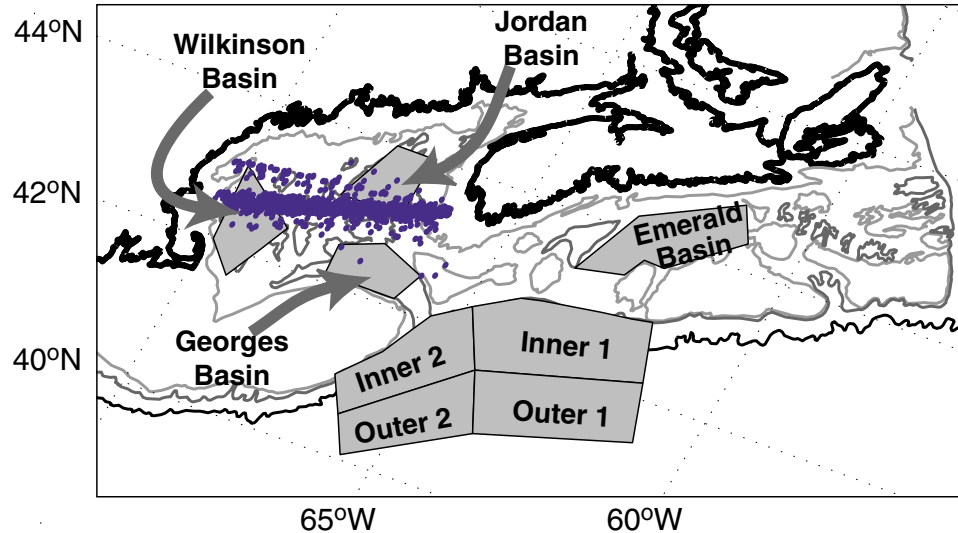 44ºN
Wilkinson
Basin
Jordan
Basin
42ºN
Emerald
Basin
Georges
Basin
40ºN
Inner 2
Inner 1
Outer 2
Outer 1
65ºW
60ºW